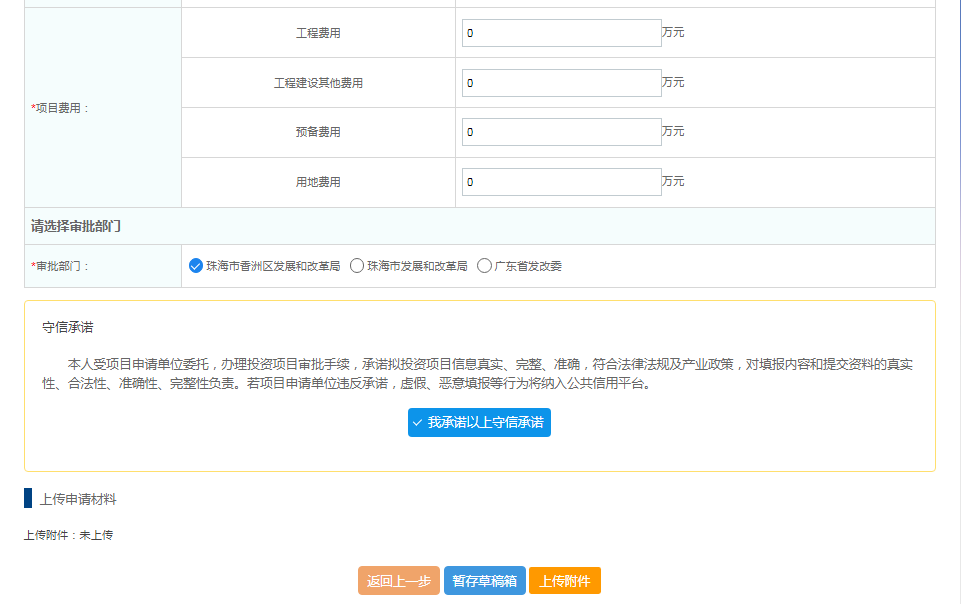 工程费用 0 万元
工程建设其他费用 0 万元
*项目费用：
预备费用 0 万元
用地费用 0 万元
请选择审批部门
*审批部门： 珠海市香洲区发展和改革局 珠海市发展和改革局 广东省发改委
守信承诺
本人受项目申请单位委托，办理投资项目审批手续，承诺拟投资项目信息真实、完整、准确，符合法律法规及产业政策，对填报内容和提交资料的真实
性、合法性、准确性、完整性负责。若项目申请单位违反承诺，虚假、恶意填报等行为将纳入公共信用平台。
我承诺以上守信承诺
上传申请材料
上传附件：未上传
返回上一步 暂存草稿箱 上传附件